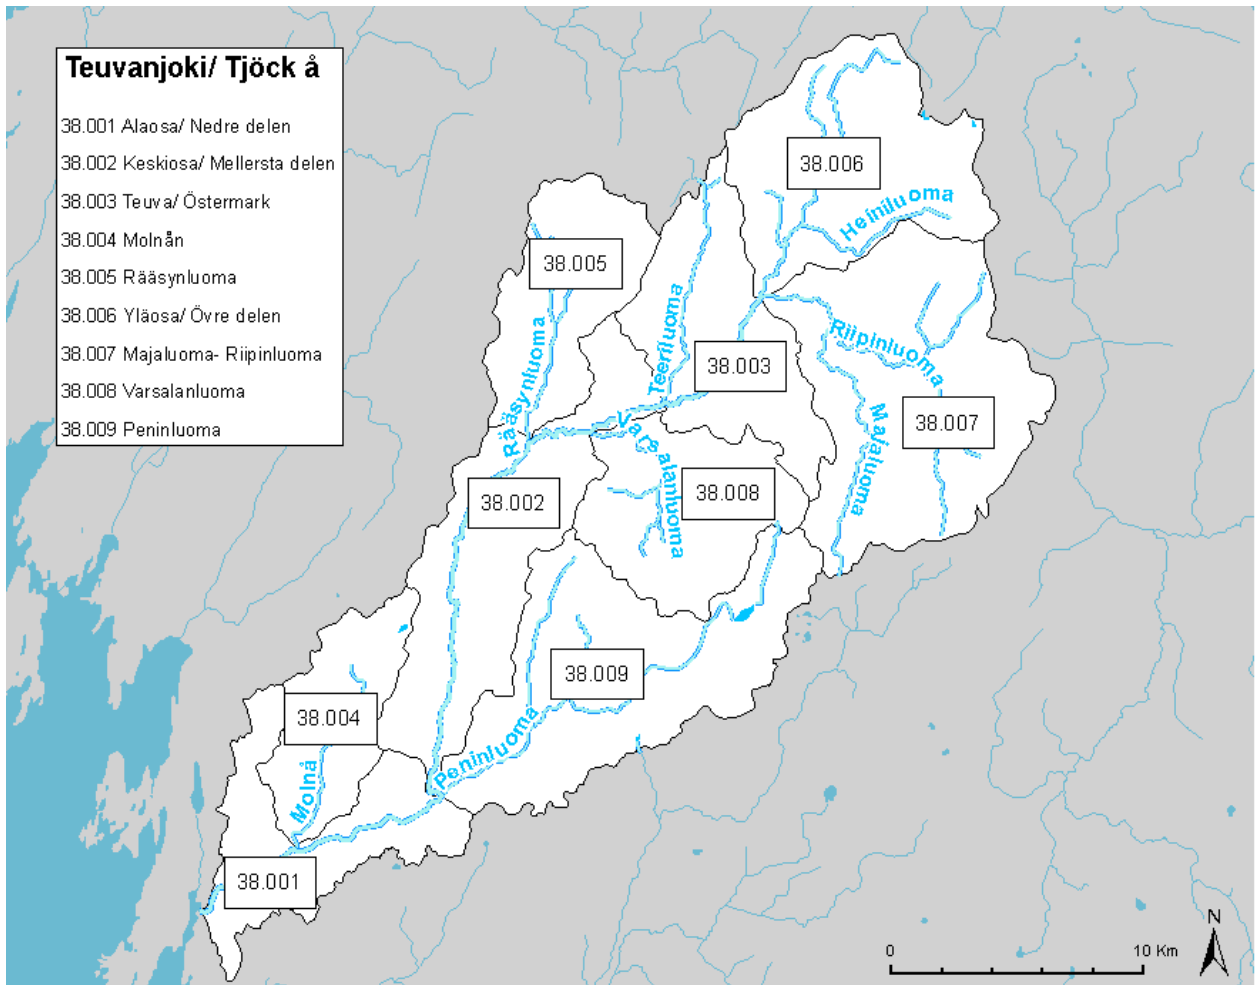 Teuvanjoki/ Tjöck å
38.001 Alaosa/ Nedre delen
38.002 Keskiosa/ Mellersta delen
38.003 Teuva/ Östermark
38.004 Molnån
38.005 Rääsynluoma
38.006 Yläosa/ Övre delen
38.007 Majaluoma- Riipinluoma
38.008 Varsalanluoma
38.009 Peninluoma
38.006
Heiniluoma
38.005
Teeriluoma
Riipinluoma
Rääsynluoma
38.003
Majaluoma
38.007
Varsalanluoma
38.008
38.002
38.009
38.004
Peninluoma
Molnå
38.001
N
0
10 Km